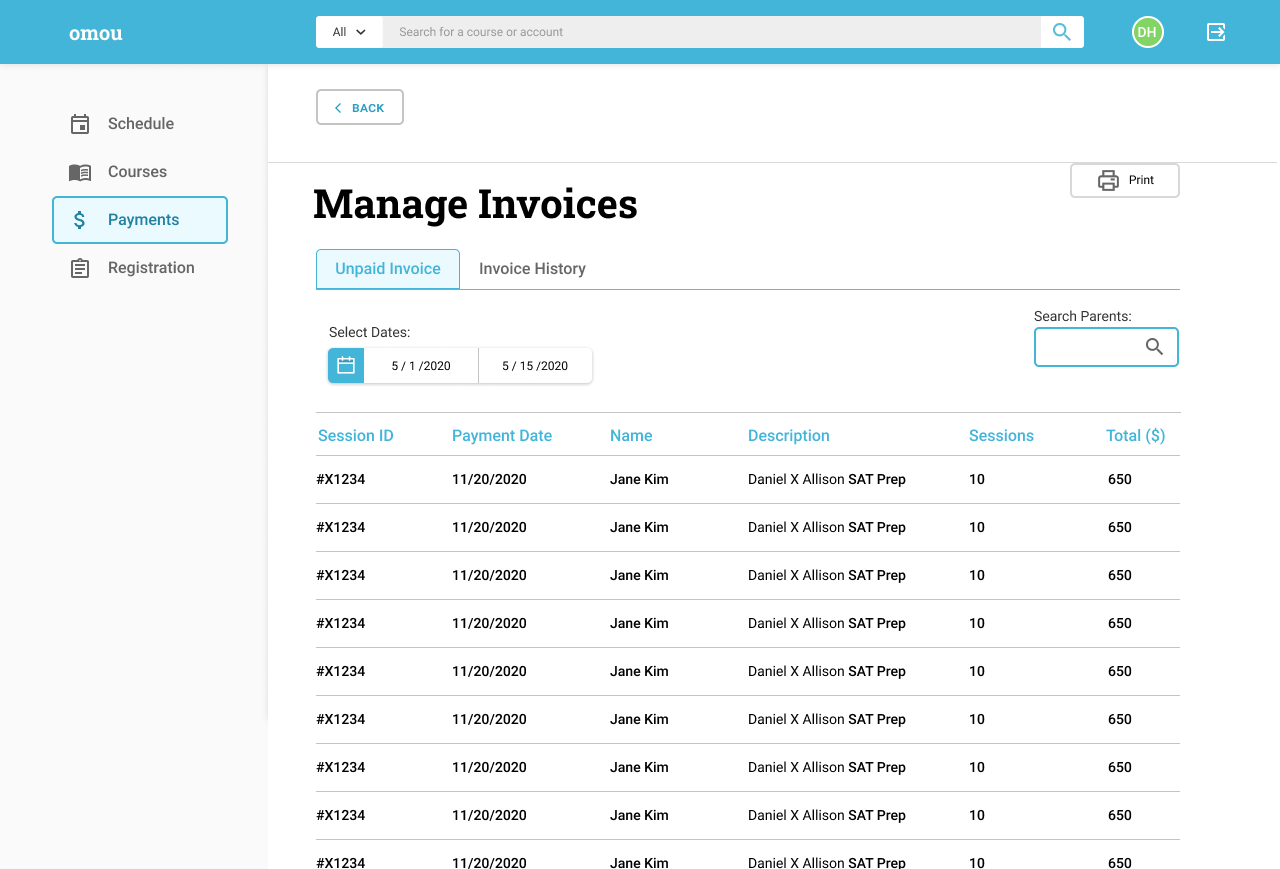 omou
All
Search for a course or account
DH
Schedule
Courses
Payments
Registration
BACK
Print
Manage Invoices
Unpaid Invoice Invoice History
Select Dates:
5 / 1 /2020 5 / 15 /2020
Search Parents:
Session ID Payment Date Name Description Sessions Total ($)
#X1234 11/20/2020 Jane Kim Daniel X Allison SAT Prep 10 650
#X1234 11/20/2020 Jane Kim Daniel X Allison SAT Prep 10 650
#X1234 11/20/2020 Jane Kim Daniel X Allison SAT Prep 10 650
#X1234 11/20/2020 Jane Kim Daniel X Allison SAT Prep 10 650
#X1234 11/20/2020 Jane Kim Daniel X Allison SAT Prep 10 650
#X1234 11/20/2020 Jane Kim Daniel X Allison SAT Prep 10 650
#X1234 11/20/2020 Jane Kim Daniel X Allison SAT Prep 10 650
#X1234 11/20/2020 Jane Kim Daniel X Allison SAT Prep 10 650
#X1234 11/20/2020 Jane Kim Daniel X Allison SAT Prep 10 650